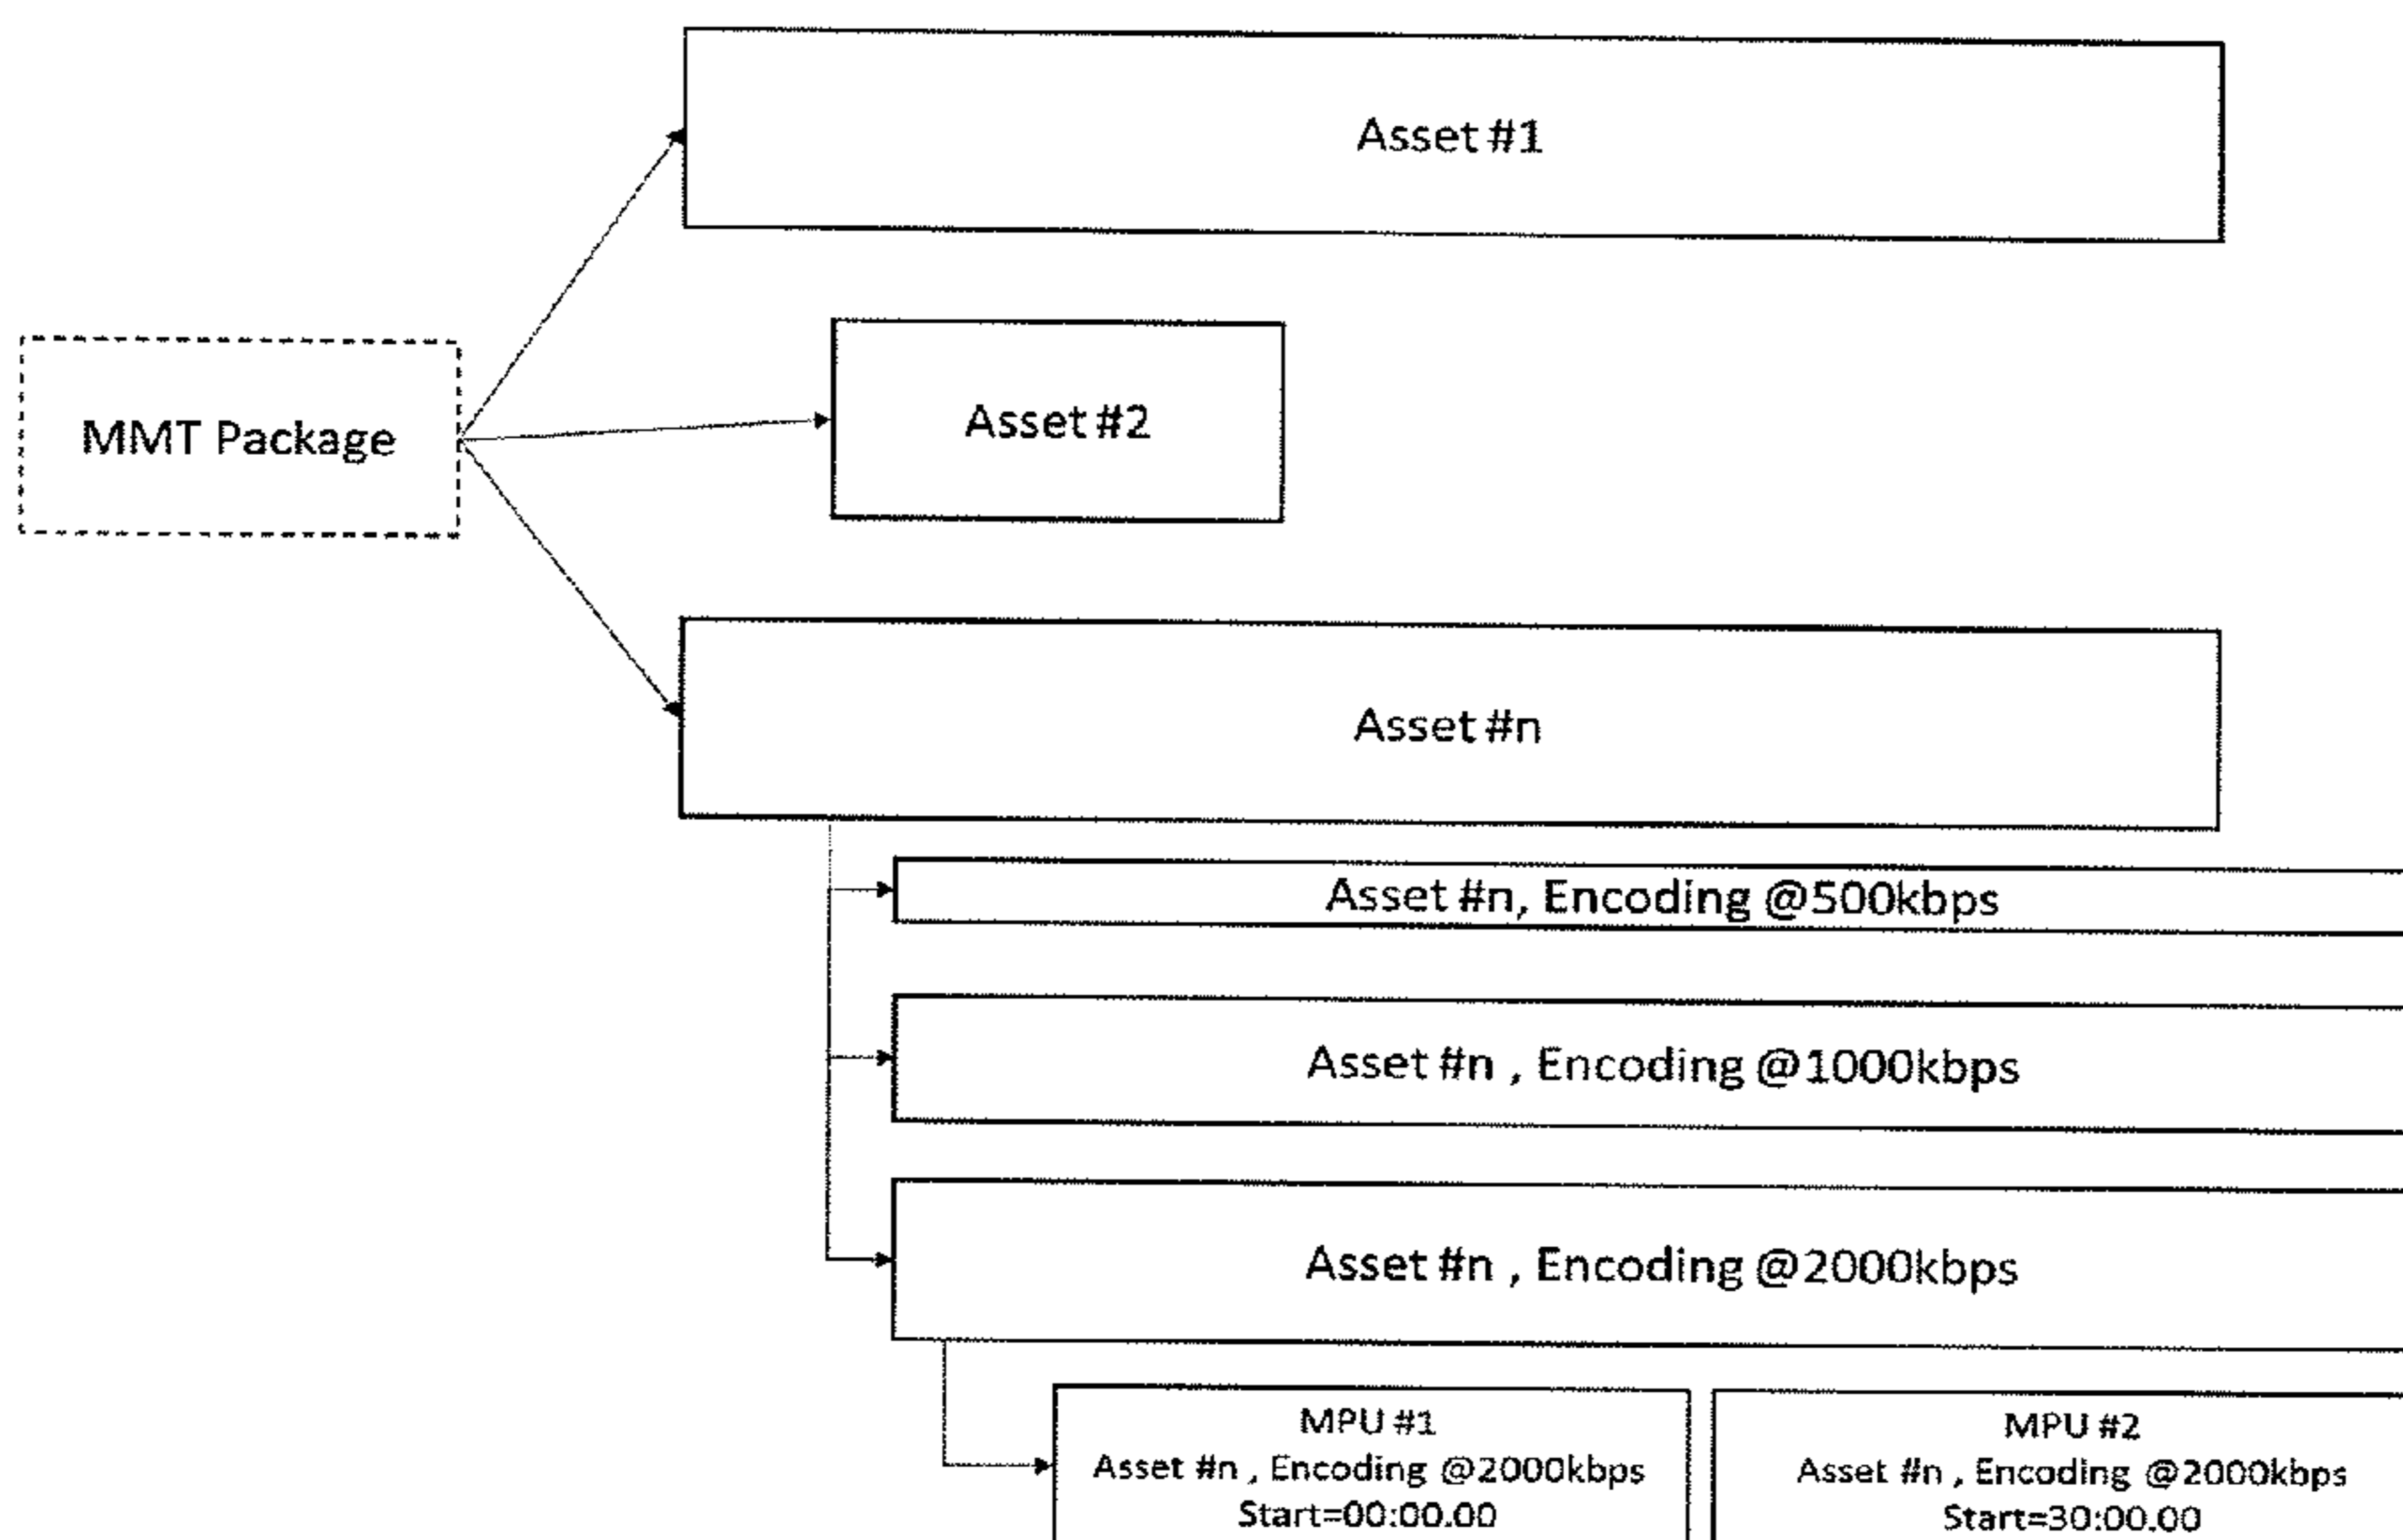 Asset #1
MMT Package
Asset #2
Asset #n
Asset #n, Encoding @500kbps
Asset #n , Encoding @1000kbps
Asset #n , Encoding @2000kbps
MPU #1
Asset #n , Encoding @2000kbps
Start=00:00.00
MPU #2
Asset #n , Encoding @2000kbps
Start=30:00.00